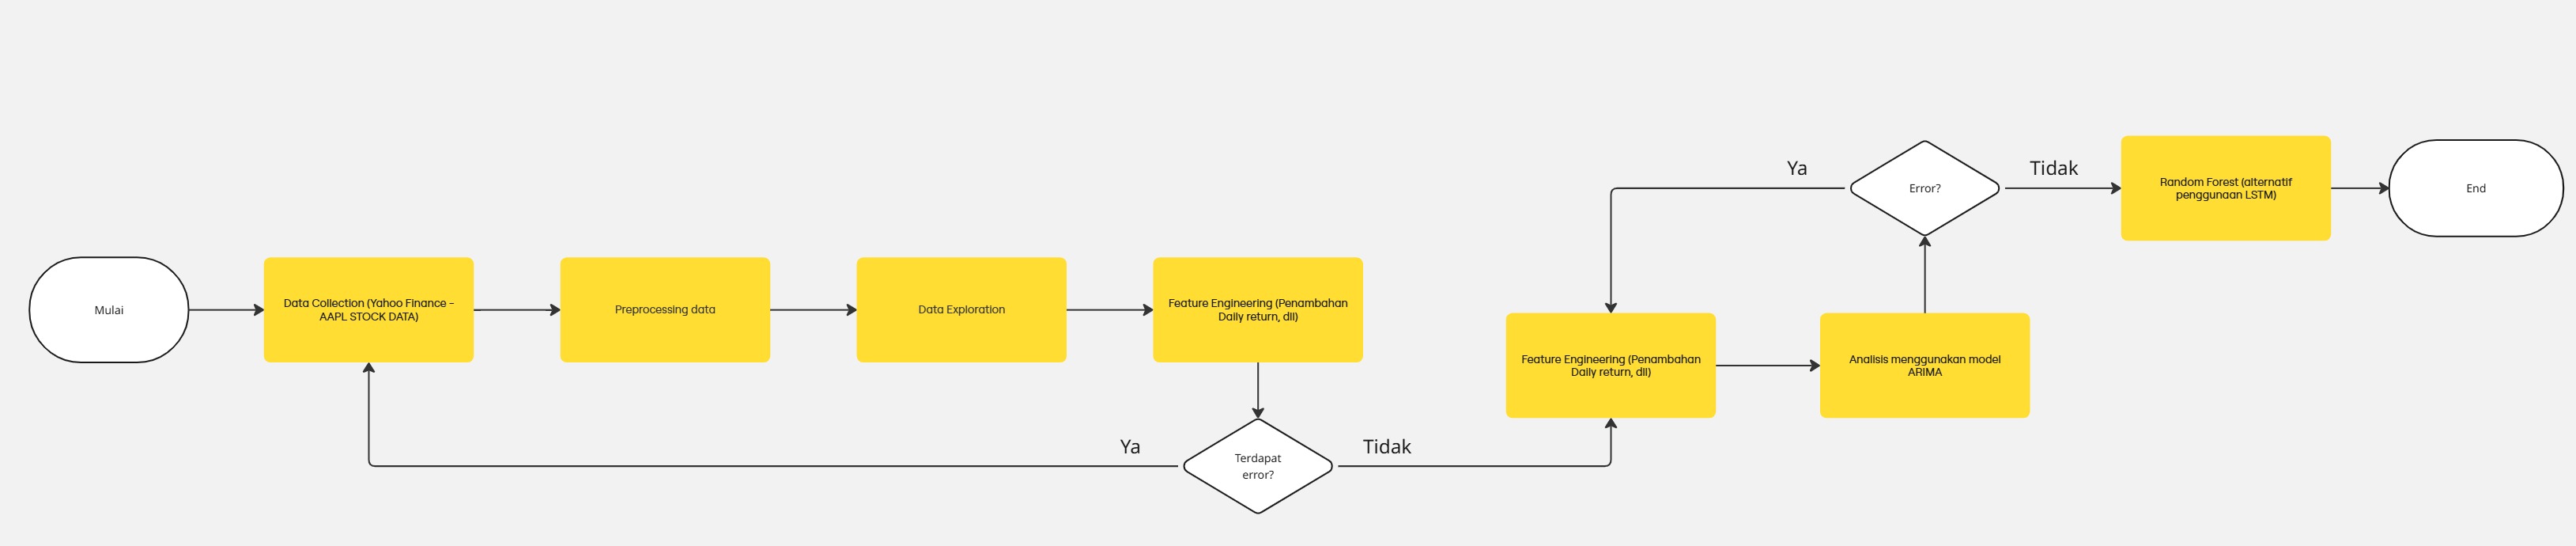 Mulai
Data Collection (Yahoo Finance -
AAPL STOCK DATA)
Preprocessing data
Data Exploration
Feature Engineering (Penambahan
Daily return, dll)
Terdapat
error?
Ya
Tidak
Feature Engineering (Penambahan
Daily return, dll)
Analisis menggunakan model
ARIMA
Error?
Ya
Tidak
Random Forest (alternatif
penggunaan LSTM)
End